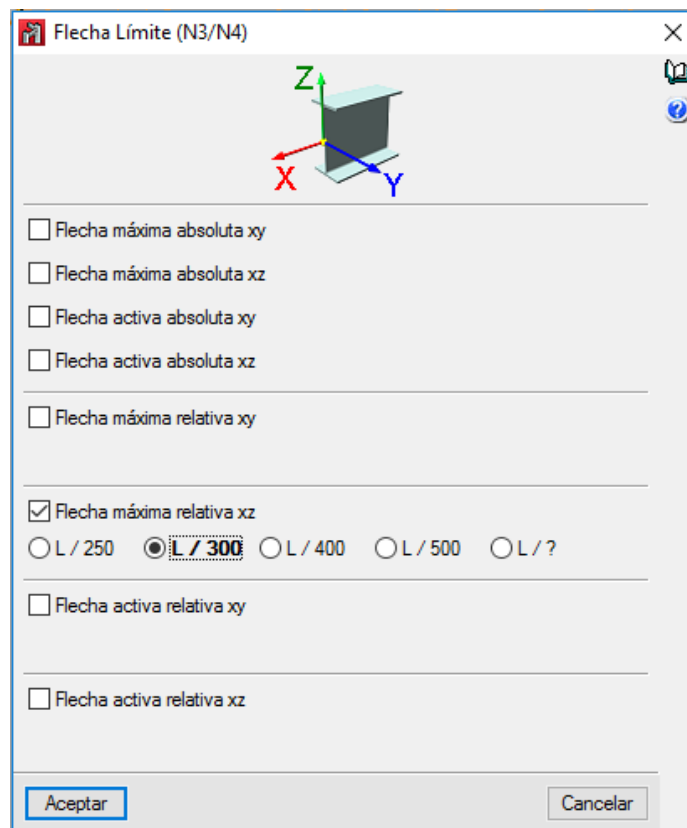 Flecha Límite (N3/N4)
Z
X
Y
Flecha máxima absoluta xy
Flecha máxima absoluta xz
Flecha activa absoluta xy
Flecha activa absoluta xz
Flecha máxima relativa xy
Flecha máxima relativa xz
L / 250 L / 300 L / 400 L / 500 L / ?
Flecha activa relativa xy
Flecha activa relativa xz
Aceptar Cancelar